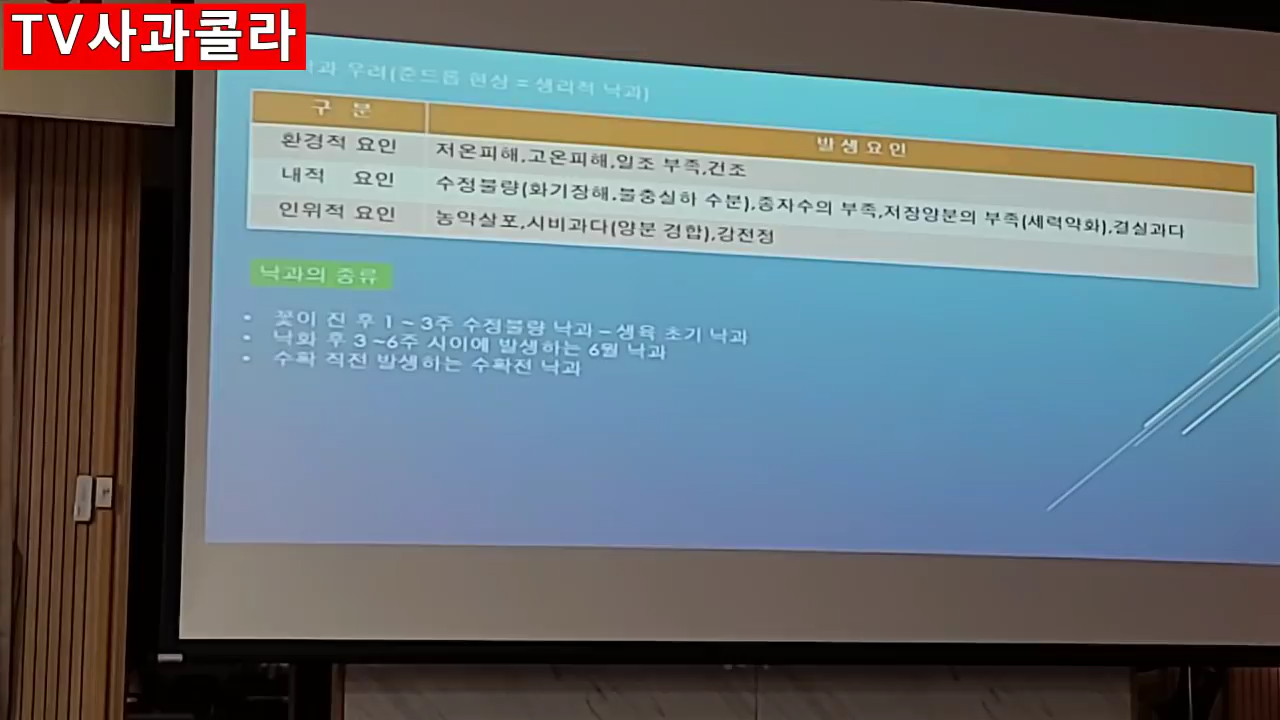 TV사과콜라
우려(준드롭 현상 = 생리적 낙과)
구 분
발생요인
환경적 요인
저온피해,고온피해,일조 부족,건조
내적 요인
수정불량(화기장해,불충실하 수분),종자수의 부족,저장양분의 부족(세력약화),결실과다
인위적 요인
농약살포,시비과다(양분 경합),강전정
낙과의 종류
• 꽃이 진 후 1 ~ 3주 수정불량 낙과 – 생육 초기 낙과
• 낙화 후 3 ~6주 시이에 발생하는 6월 낙과
• 수확 직전 발생하는 수확전 낙과